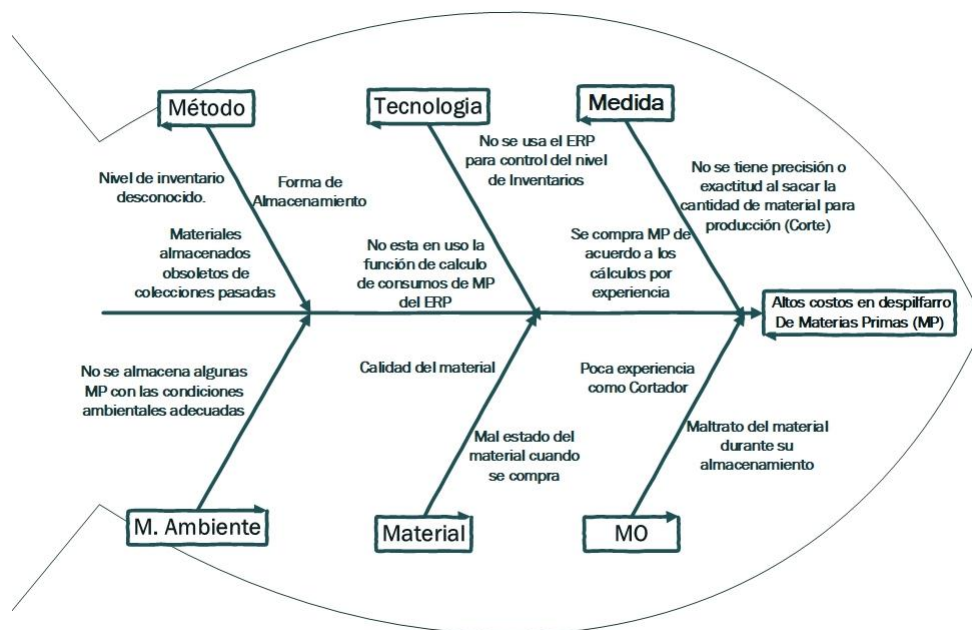 Método
Tecnologia
Medida
Nivel de inventario
desconocido.
Forma de
Almacenamiento
Materiales
almacenados
obsoletos de
colecciones pasadas
No se usa el ERP
para control del nivel
de Inventarios
No esta en uso la
función de calculo
de consumos de MP
del ERP
No se tiene precisión o
exactitud al sacar la
cantidad de material para
producción (Corte)
Se compra MP de
acuerdo a los
cálculos por
experiencia
Altos costos en despilfarro
De Materias Primas (MP)
No se almacena algunas
MP con las condiciones
ambientales adecuadas
Calidad del material
Mal estado del
material cuando
se compra
Poca experiencia
como Cortador
Maltrato del material
durante su
almacenamiento
M. Ambiente
Material
MO